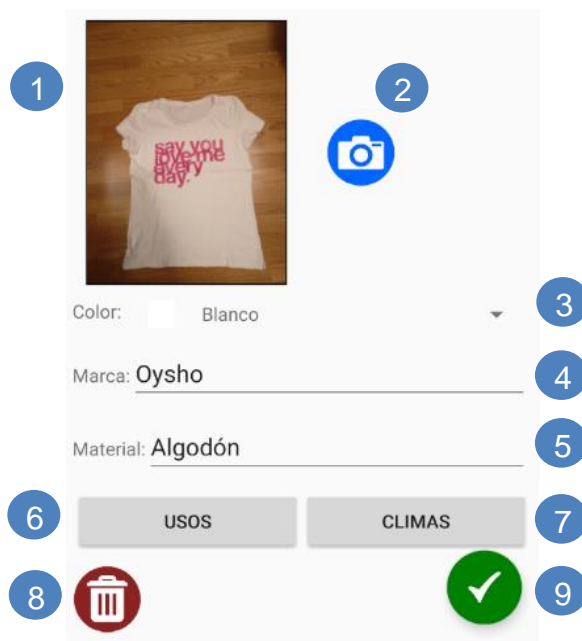 1
2
say you
love me
every
day.
Color: Blanco
3
Marca: Oysho
4
Material: Algodón
5
6
USOS
CLIMAS
7
8
9